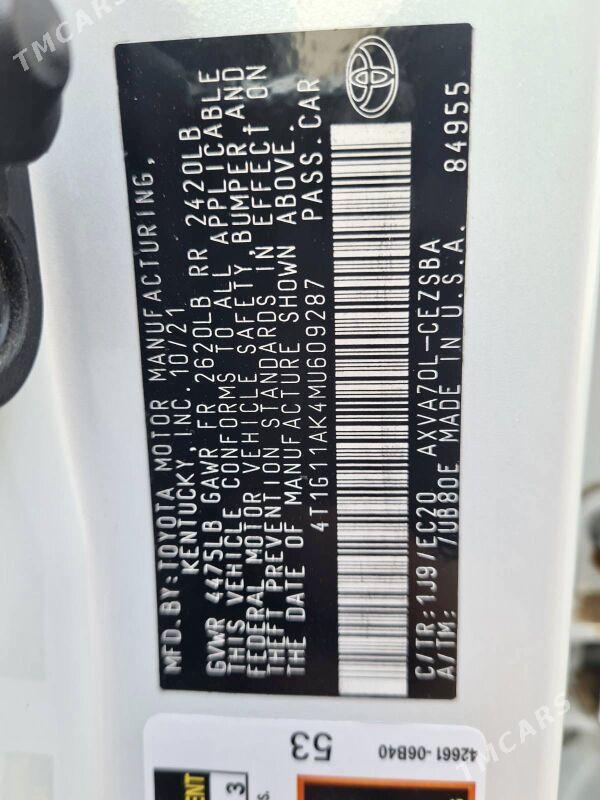 TMCARS
MFD.BY:TOYOTA MOTOR MANUFACTURING,
KENTUCKY, INC. 10/21
GVWR 4475LB GAWR FR 2620LB RR 2420LB
THIS VEHICLE CONFORMS TO ALL APPLICABLE
FEDERAL MOTOR VEHICLE SAFETY, BUMPER AND
THEFT PREVENTION STANDARDS IN EFFECT ON
THE DATE OF MANUFACTURE SHOWN ABOVE.
4T1G11AK4MU609287 PASS.CAR
C/TR:1J9/EC20 AXVA70L-CEZSBA
A/TM: 7UB80E MADE IN U.S.A. 84955
53
42661-06B40
3
TMCARS